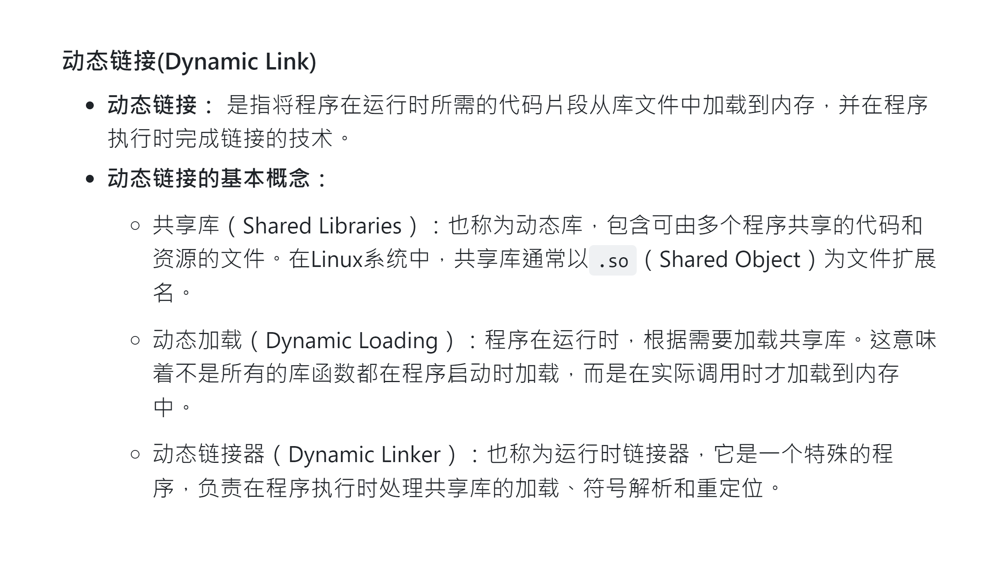 动态链接(Dynamic Link)
动态链接： 是指将程序在运行时所需的代码片段从库文件中加载到内存，并在程序
执行时完成链接的技术。
动态链接的基本概念：
共享库（Shared Libraries）：也称为动态库，包含可由多个程序共享的代码和
资源的文件。在Linux系统中，共享库通常以 .so（Shared Object）为文件扩展
名。
动态加载（Dynamic Loading）：程序在运行时，根据需要加载共享库。这意味
着不是所有的库函数都在程序启动时加载，而是在实际调用时才加载到内存
中。
动态链接器（Dynamic Linker）：也称为运行时链接器，它是一个特殊的程
序，负责在程序执行时处理共享库的加载、符号解析和重定位。